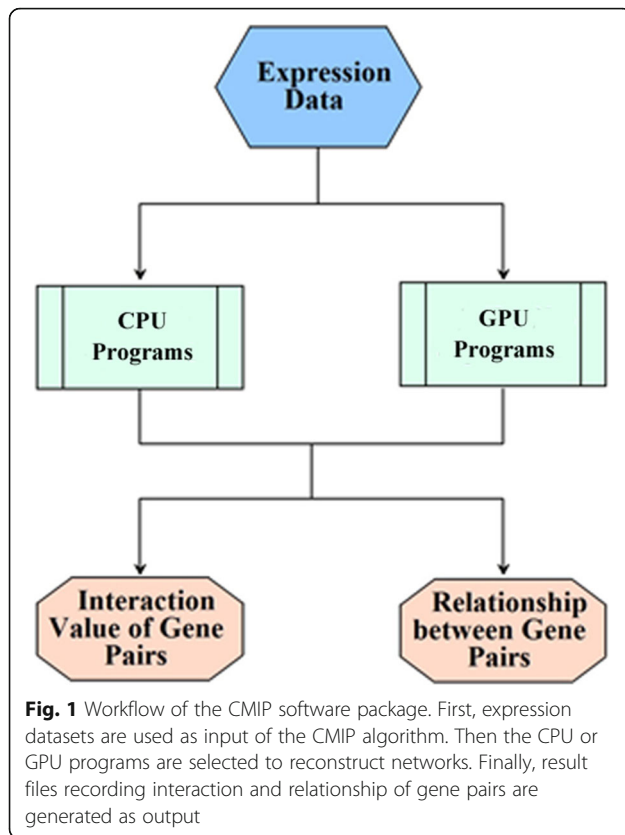 Expression
Data
CPU
Programs
GPU
Programs
Interaction
Value of Gene
Pairs
Relationship
between Gene
Pairs
Fig. 1 Workflow of the CMIP software package. First, expression
datasets are used as input of the CMIP algorithm. Then the CPU or
GPU programs are selected to reconstruct networks. Finally, result
files recording interaction and relationship of gene pairs are
generated as output